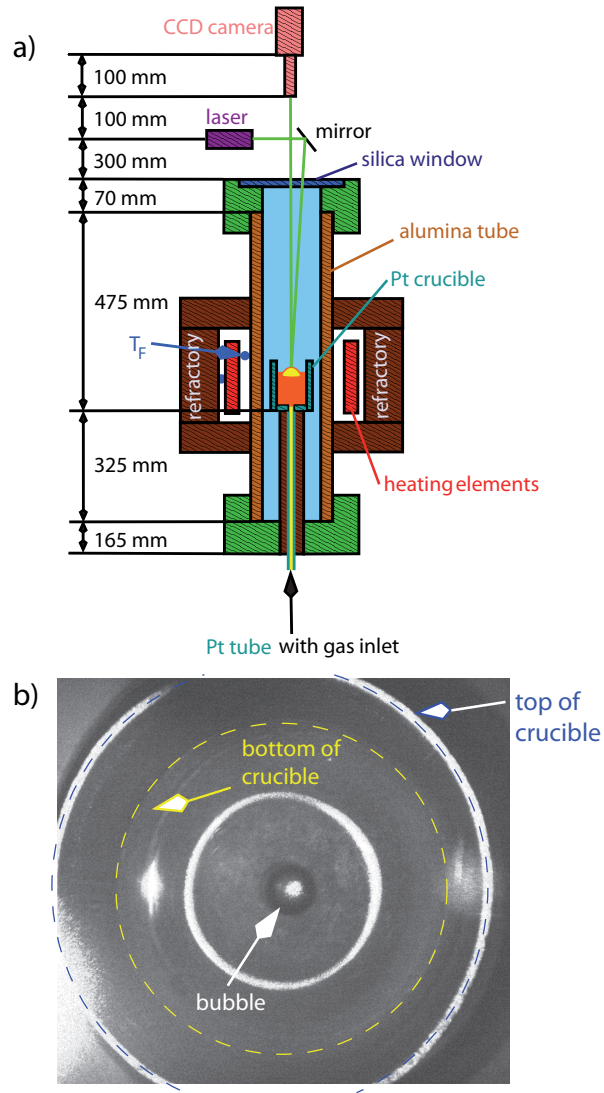 CCD camera
a)
100 mm
100 mm
laser
mirror
300 mm
silica window
70 mm
alumina tube
Pt crucible
475 mm
T_F
refractory
refractory
325 mm
heating elements
165 mm
Pt tube with gas inlet
b)
top of
crucible
bottom of
crucible
bubble